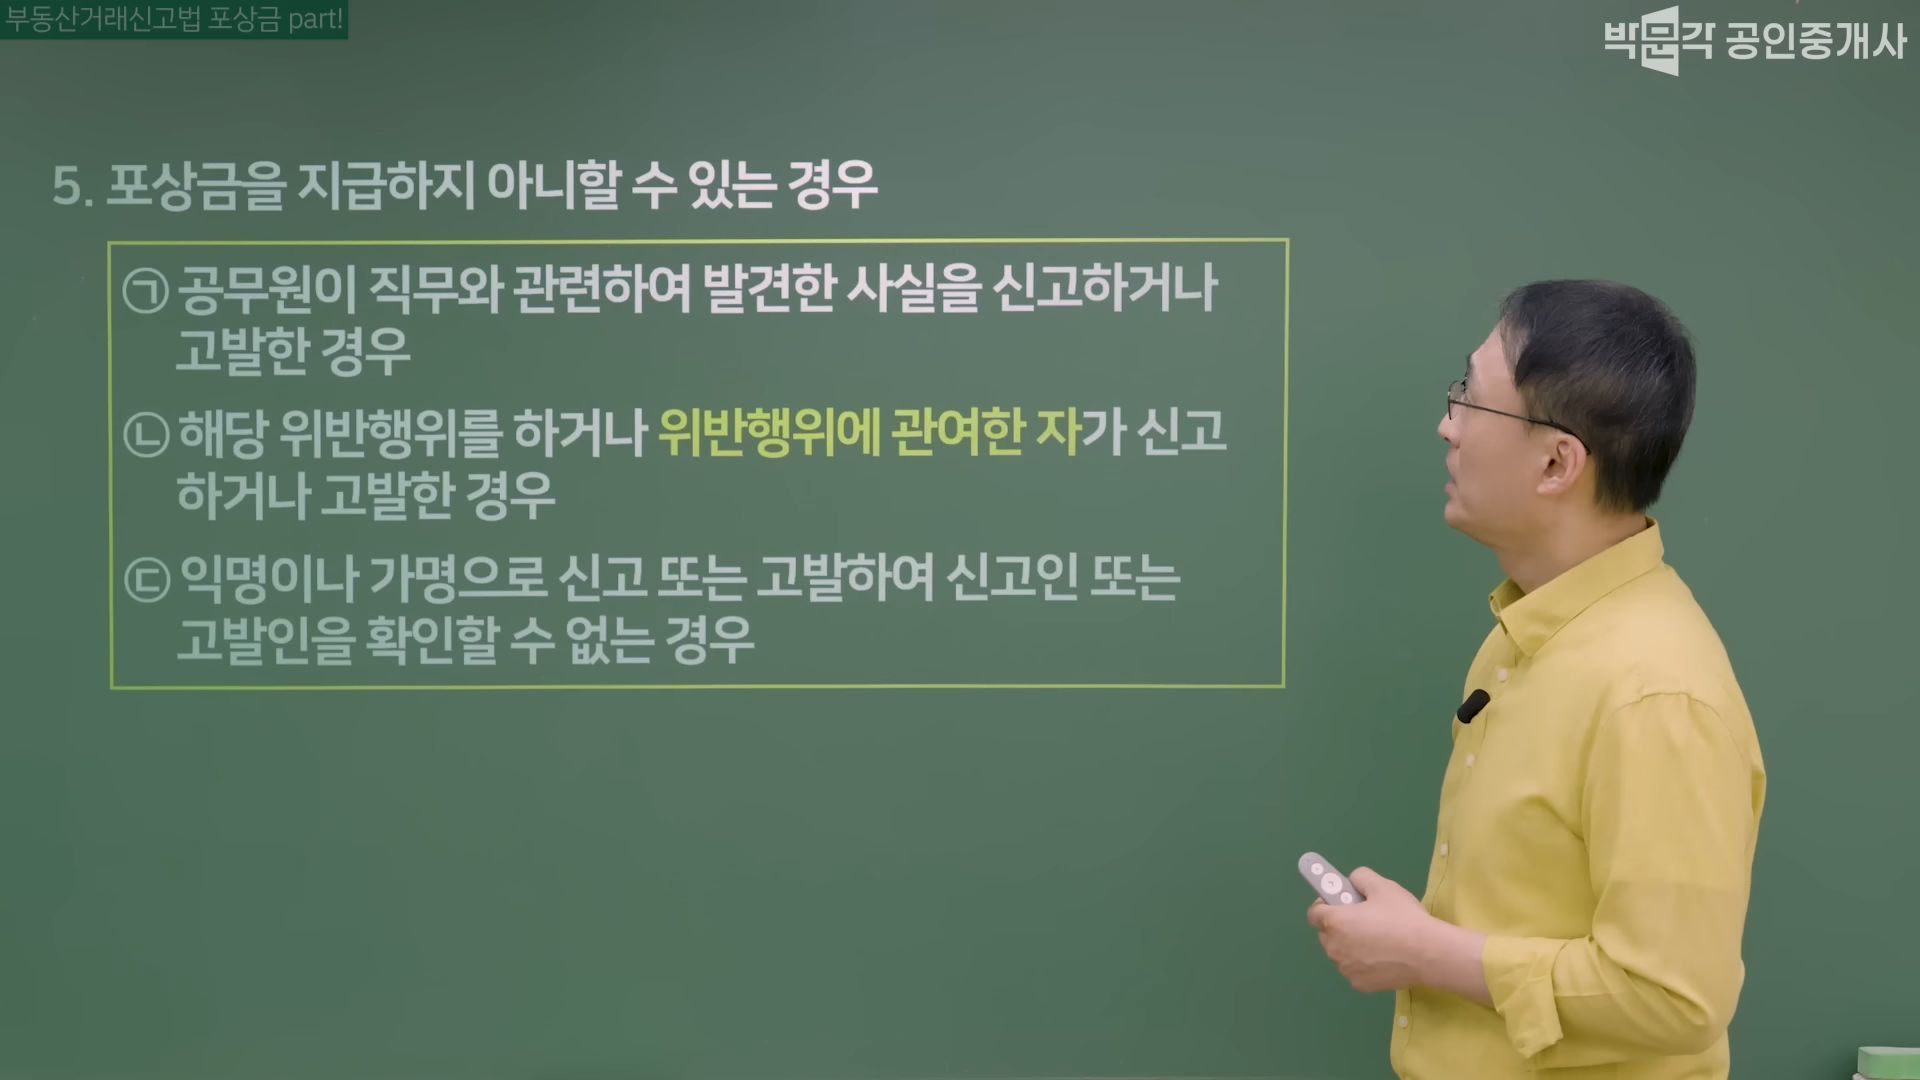 부동산거래신고법 포상금 part!
박문각 공인중개사
5. 포상금을 지급하지 아니할 수 있는 경우
㉠ 공무원이 직무와 관련하여 발견한 사실을 신고하거나
고발한 경우
㉡ 해당 위반행위를 하거나 위반행위에 관여한 자가 신고
하거나 고발한 경우
㉢ 익명이나 가명으로 신고 또는 고발하여 신고인 또는
고발인을 확인할 수 없는 경우